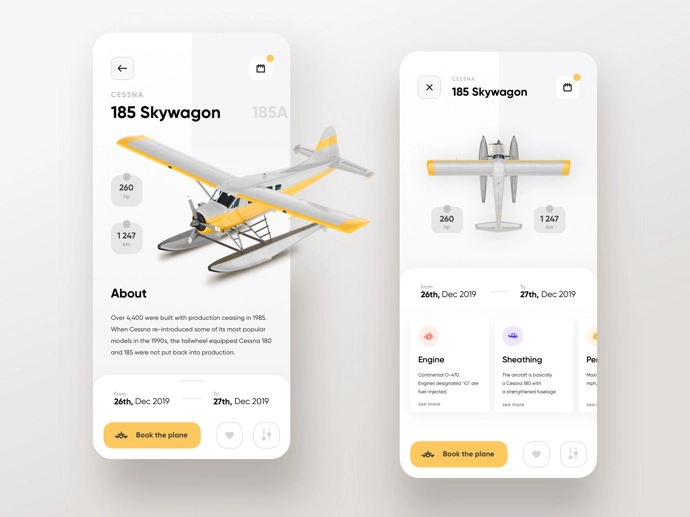 CESSNA
185 Skywagon
185A
260
hp
1 247
km
About
Over 4,400 were built with production ceasing in 1985.
When Cessna re-introduced some of its most popular
models in the 1990s, the tailwheel equipped Cessna 180
and 185 were not put back into production.
From
To
26th, Dec 2019
27th, Dec 2019
Book the plane
CESSNA
185 Skywagon
260
hp
1 247
km
From
To
26th, Dec 2019
27th, Dec 2019
Engine
Continental O-470.
Engines designated "IO" are
fuel-injected.
see more
Sheathing
The aircraft is basically
a Cessna 180 with
a strengthened fuselage
see more
Per
Maxi
mph,
see
Book the plane